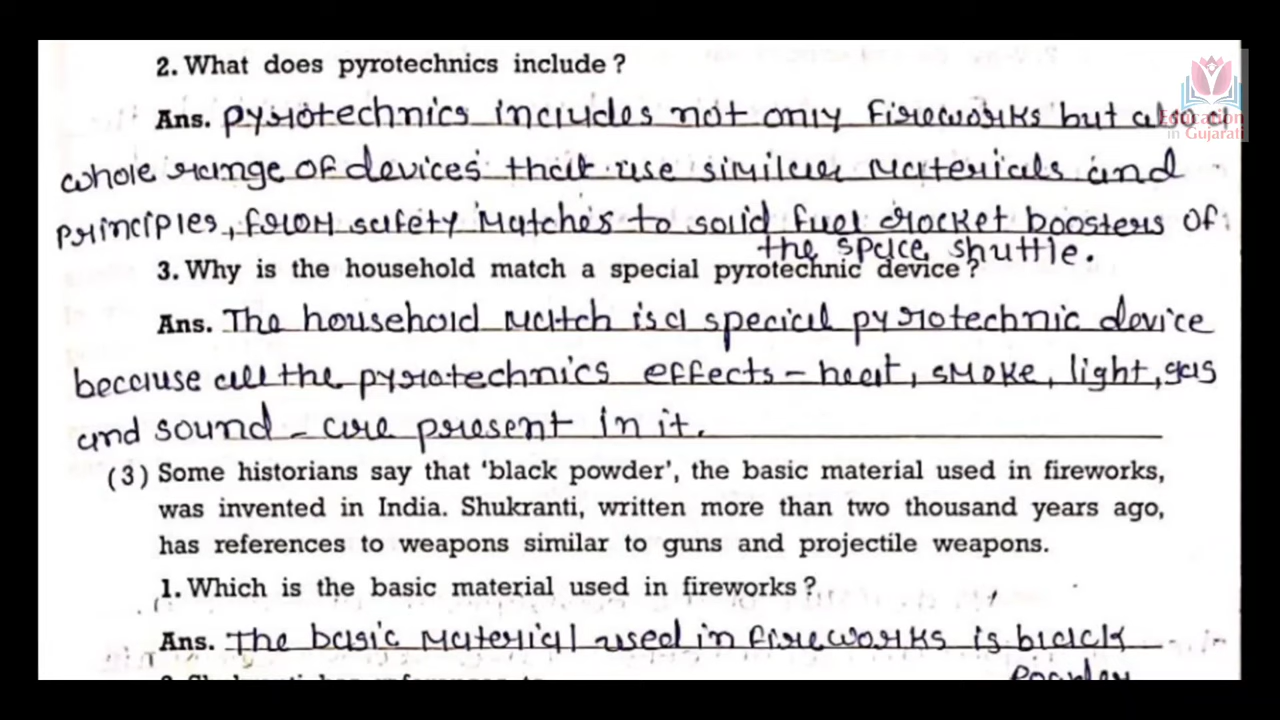 2. What does pyrotechnics include ?
Ans. Pyrotechnics includes not only fireworks but also a
whole range of devices that use similar materials and
principles, from safety matches to solid fuel rocket boosters of
the space shuttle.
3. Why is the household match a special pyrotechnic device ?
Ans. The household match is a special pyrotechnic device
because all the pyrotechnics effects – heat, smoke, light, gas
and sound – are present in it.
(3) Some historians say that 'black powder', the basic material used in fireworks,
was invented in India. Shukranti, written more than two thousand years ago,
has references to weapons similar to guns and projectile weapons.
1. Which is the basic material used in fireworks ?
Ans. The basic material used in fireworks is black
Education
in Gujarati